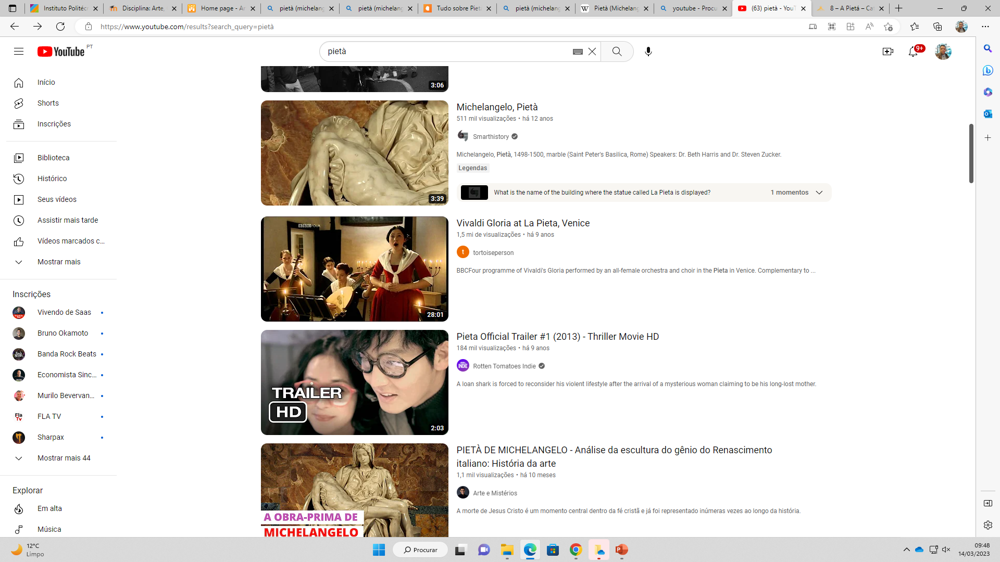 Instituto Politécn
Disciplina: Arte,
Home page - Ar
pietà (michelang
pietà (michelang
Tudo sobre Piet
pietà (michelang
Pietà (Michelang
youtube - Procu
(63) pietà - YouT
8 – A Pietá – Ca
https://www.youtube.com/results?search_query=pietà
YouTube PT
pietà
9+
Início
Shorts
Inscrições
Biblioteca
Histórico
Seus vídeos
Assistir mais tarde
Vídeos marcados c...
Mostrar mais
Inscrições
Vivendo de Saas
Bruno Okamoto
Banda Rock Beats
Economista Sinc...
Murilo Bevervan...
FLA TV
Sharpax
Mostrar mais 44
Explorar
Em alta
Música
3:06
3:39
Michelangelo, Pietà
511 mil visualizações • há 12 anos
Smarthistory
Michelangelo, Pietà, 1498-1500, marble (Saint Peter's Basilica, Rome) Speakers: Dr. Beth Harris and Dr. Steven Zucker.
Legendas
What is the name of the building where the statue called La Pieta is displayed?
1 momentos
BBC FOUR
28:01
Vivaldi Gloria at La Pieta, Venice
1,5 mi de visualizações • há 9 anos
t
tortoiseperson
BBCFour programme of Vivaldi's Gloria performed by an all-female orchestra and choir in the Pieta in Venice. Complementary to ...
TRAILER
HD
2:03
Pieta Official Trailer #1 (2013) - Thriller Movie HD
184 mil visualizações • há 9 anos
INDIE
Rotten Tomatoes Indie
A loan shark is forced to reconsider his violent lifestyle after the arrival of a mysterious woman claiming to be his long-lost mother.
A OBRA-PRIMA DE
MICHELANGELO
PIETÀ DE MICHELANGELO - Análise da escultura do gênio do Renascimento
italiano: História da arte
1,1 mil visualizações • há 10 meses
Arte e Mistérios
A morte de Jesus Cristo é um momento central dentro da fé cristã e já foi representado inúmeras vezes ao longo da história.
12°C
Limpo
Procurar
09:48
14/03/2023